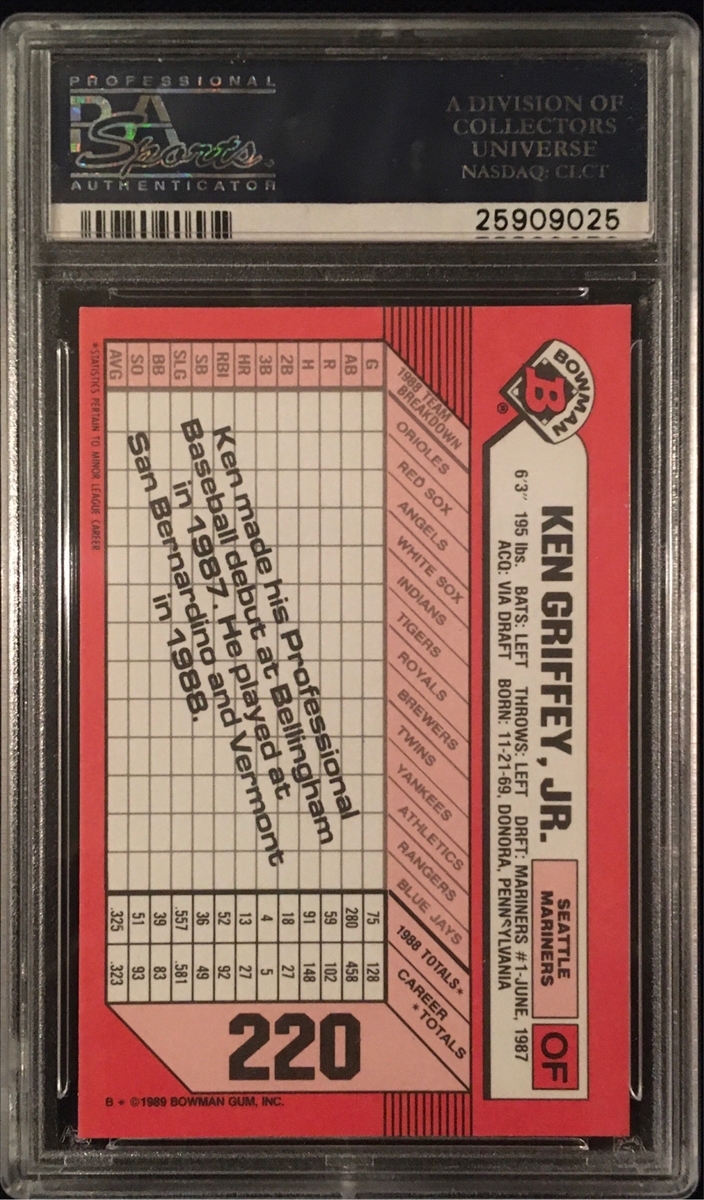 PROFESSIONAL
PSA
Sports
AUTHENTICATOR
A DIVISION OF
COLLECTORS
UNIVERSE
NASDAQ: CLCT
25909025
BOWMAN
B
®
KEN GRIFFEY, JR.
SEATTLE
MARINERS
OF
6'3" 195 lbs. BATS: LEFT THROWS: LEFT DRFT: MARINERS #1-JUNE, 1987
ACQ: VIA DRAFT BORN: 11-21-69, DONORA, PENNSYLVANIA
1988 TEAM
BREAKDOWN
ORIOLES
RED SOX
ANGELS
WHITE SOX
INDIANS
TIGERS
ROYALS
BREWERS
TWINS
YANKEES
ATHLETICS
RANGERS
BLUE JAYS
1988 TOTALS*
CAREER
*TOTALS
G 75 128
AB 280 458
R 59 102
H 91 148
2B 18 27
3B 4 5
HR 13 27
RBI 52 92
SB 36 49
SLG .557 .581
BB 39 83
SO 51 93
AVG .325 .323
Ken made his Professional
Baseball debut at Bellingham
in 1987. He played at
San Bernardino and Vermont
in 1988.
*STATISTICS PERTAIN TO MINOR LEAGUE CAREER
220
B * ©1989 BOWMAN GUM, INC.